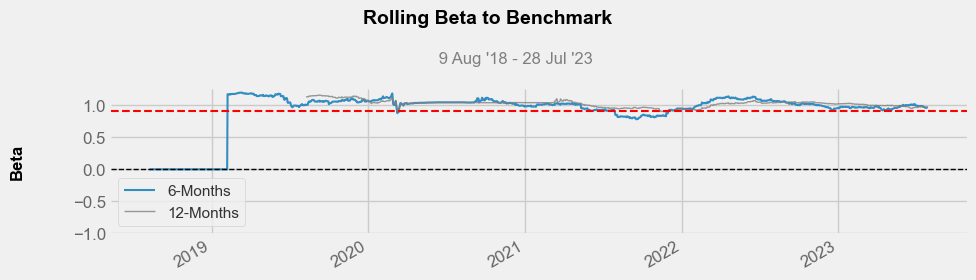 Rolling Beta to Benchmark
9 Aug '18 - 28 Jul '23
Beta
1.0
0.5
0.0
−0.5
−1.0
6-Months
12-Months
2019
2020
2021
2022
2023